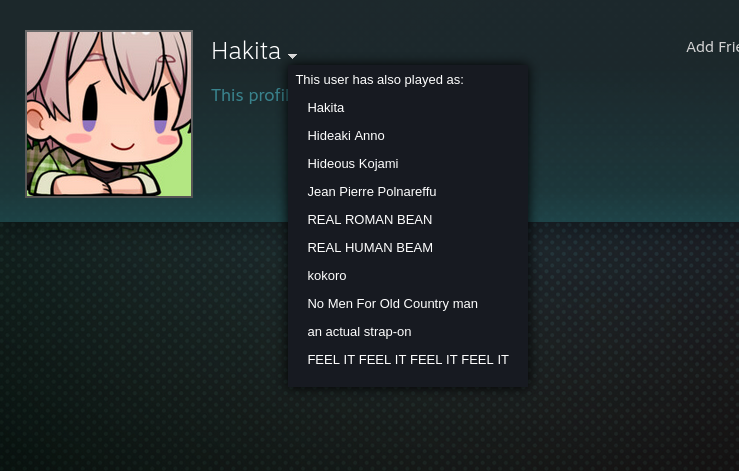 Hakita
Add Frie
This profil
This user has also played as:
Hakita
Hideaki Anno
Hideous Kojami
Jean Pierre Polnareffu
REAL ROMAN BEAN
REAL HUMAN BEAM
kokoro
No Men For Old Country man
an actual strap-on
FEEL IT FEEL IT FEEL IT FEEL IT